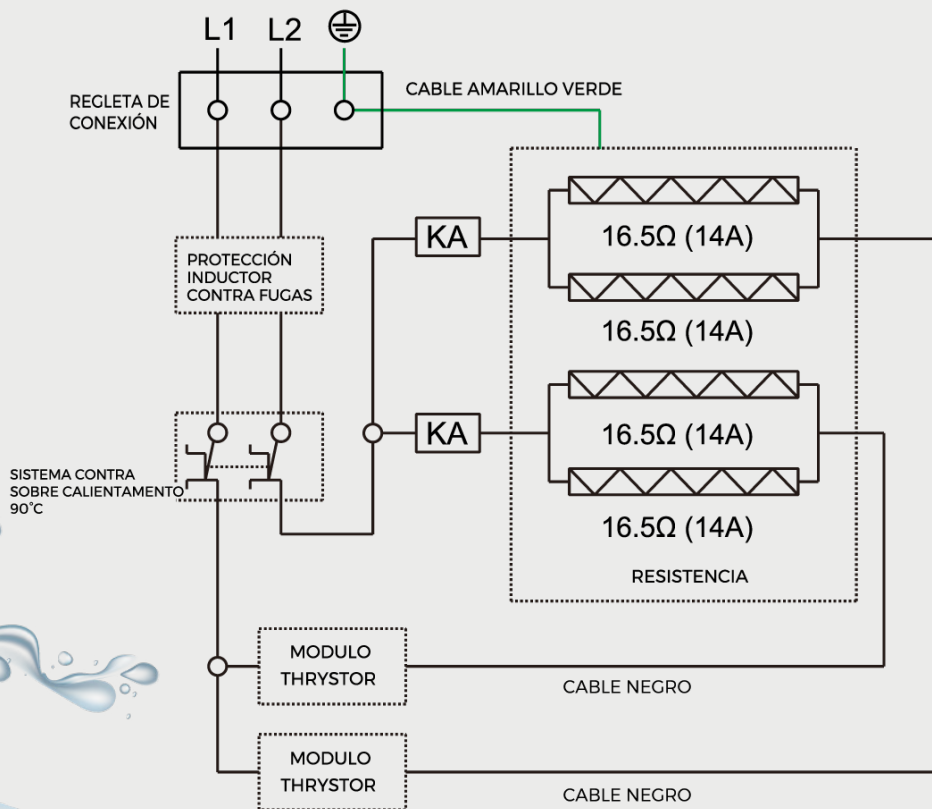 L1 L2
REGLETA DE
CONEXIÓN
CABLE AMARILLO VERDE
PROTECCIÓN
INDUCTOR
CONTRA FUGAS
KA
16.5Ω (14A)
16.5Ω (14A)
KA
16.5Ω (14A)
16.5Ω (14A)
RESISTENCIA
SISTEMA CONTRA
SOBRE CALIENTAMENTO
90°C
MODULO
THRYSTOR
CABLE NEGRO
MODULO
THRYSTOR
CABLE NEGRO